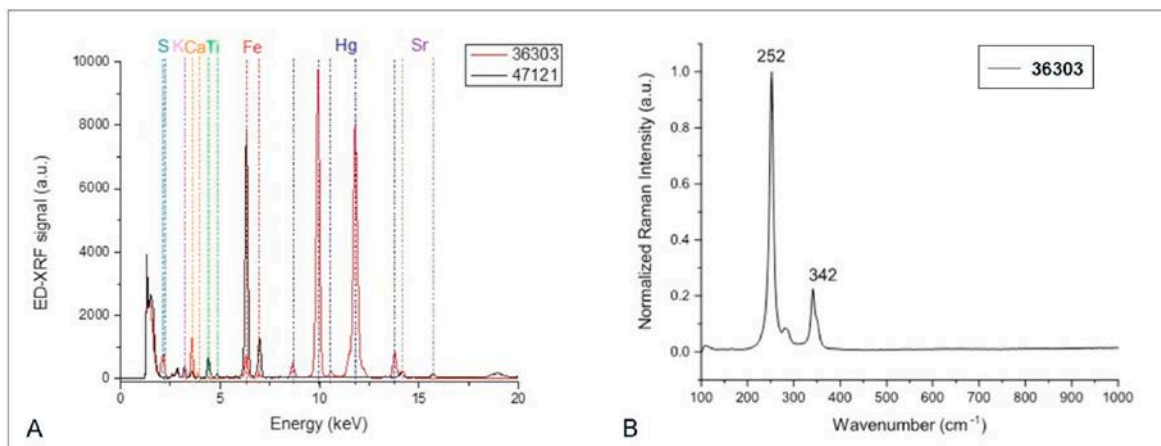 S K Ca Ti Fe Hg Sr
36303
47121
10000
8000
6000
4000
2000
0
0 5 10 15 20
ED-XRF signal (a.u.)
Energy (keV)
A
252
342
36303
1.0
0.8
0.6
0.4
0.2
0.0
100 200 300 400 500 600 700 800 900 1000
Normalized Raman Intensity (a.u.)
Wavenumber (cm⁻¹)
B